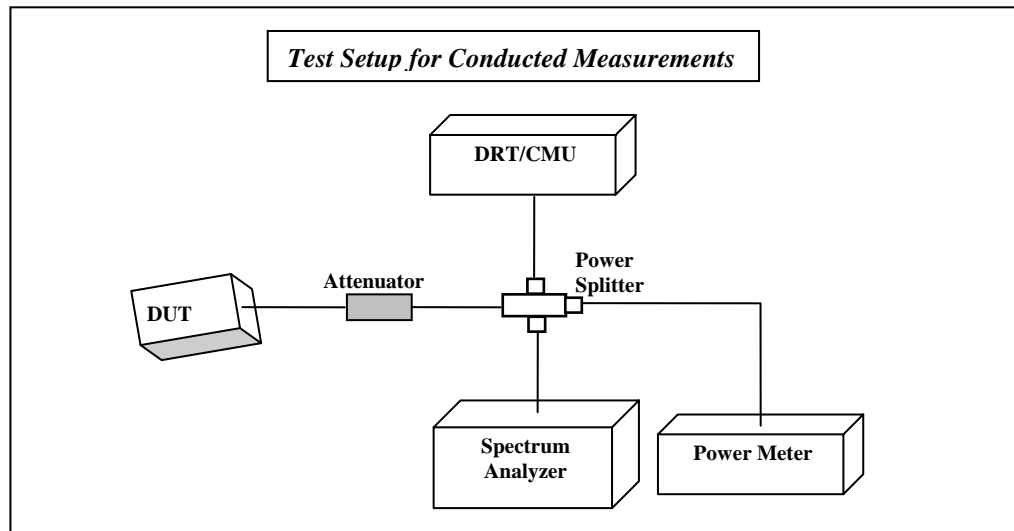 Test Setup for Conducted Measurements
DRT/CMU
Power
Splitter
Attenuator
DUT
Spectrum
Analyzer
Power Meter